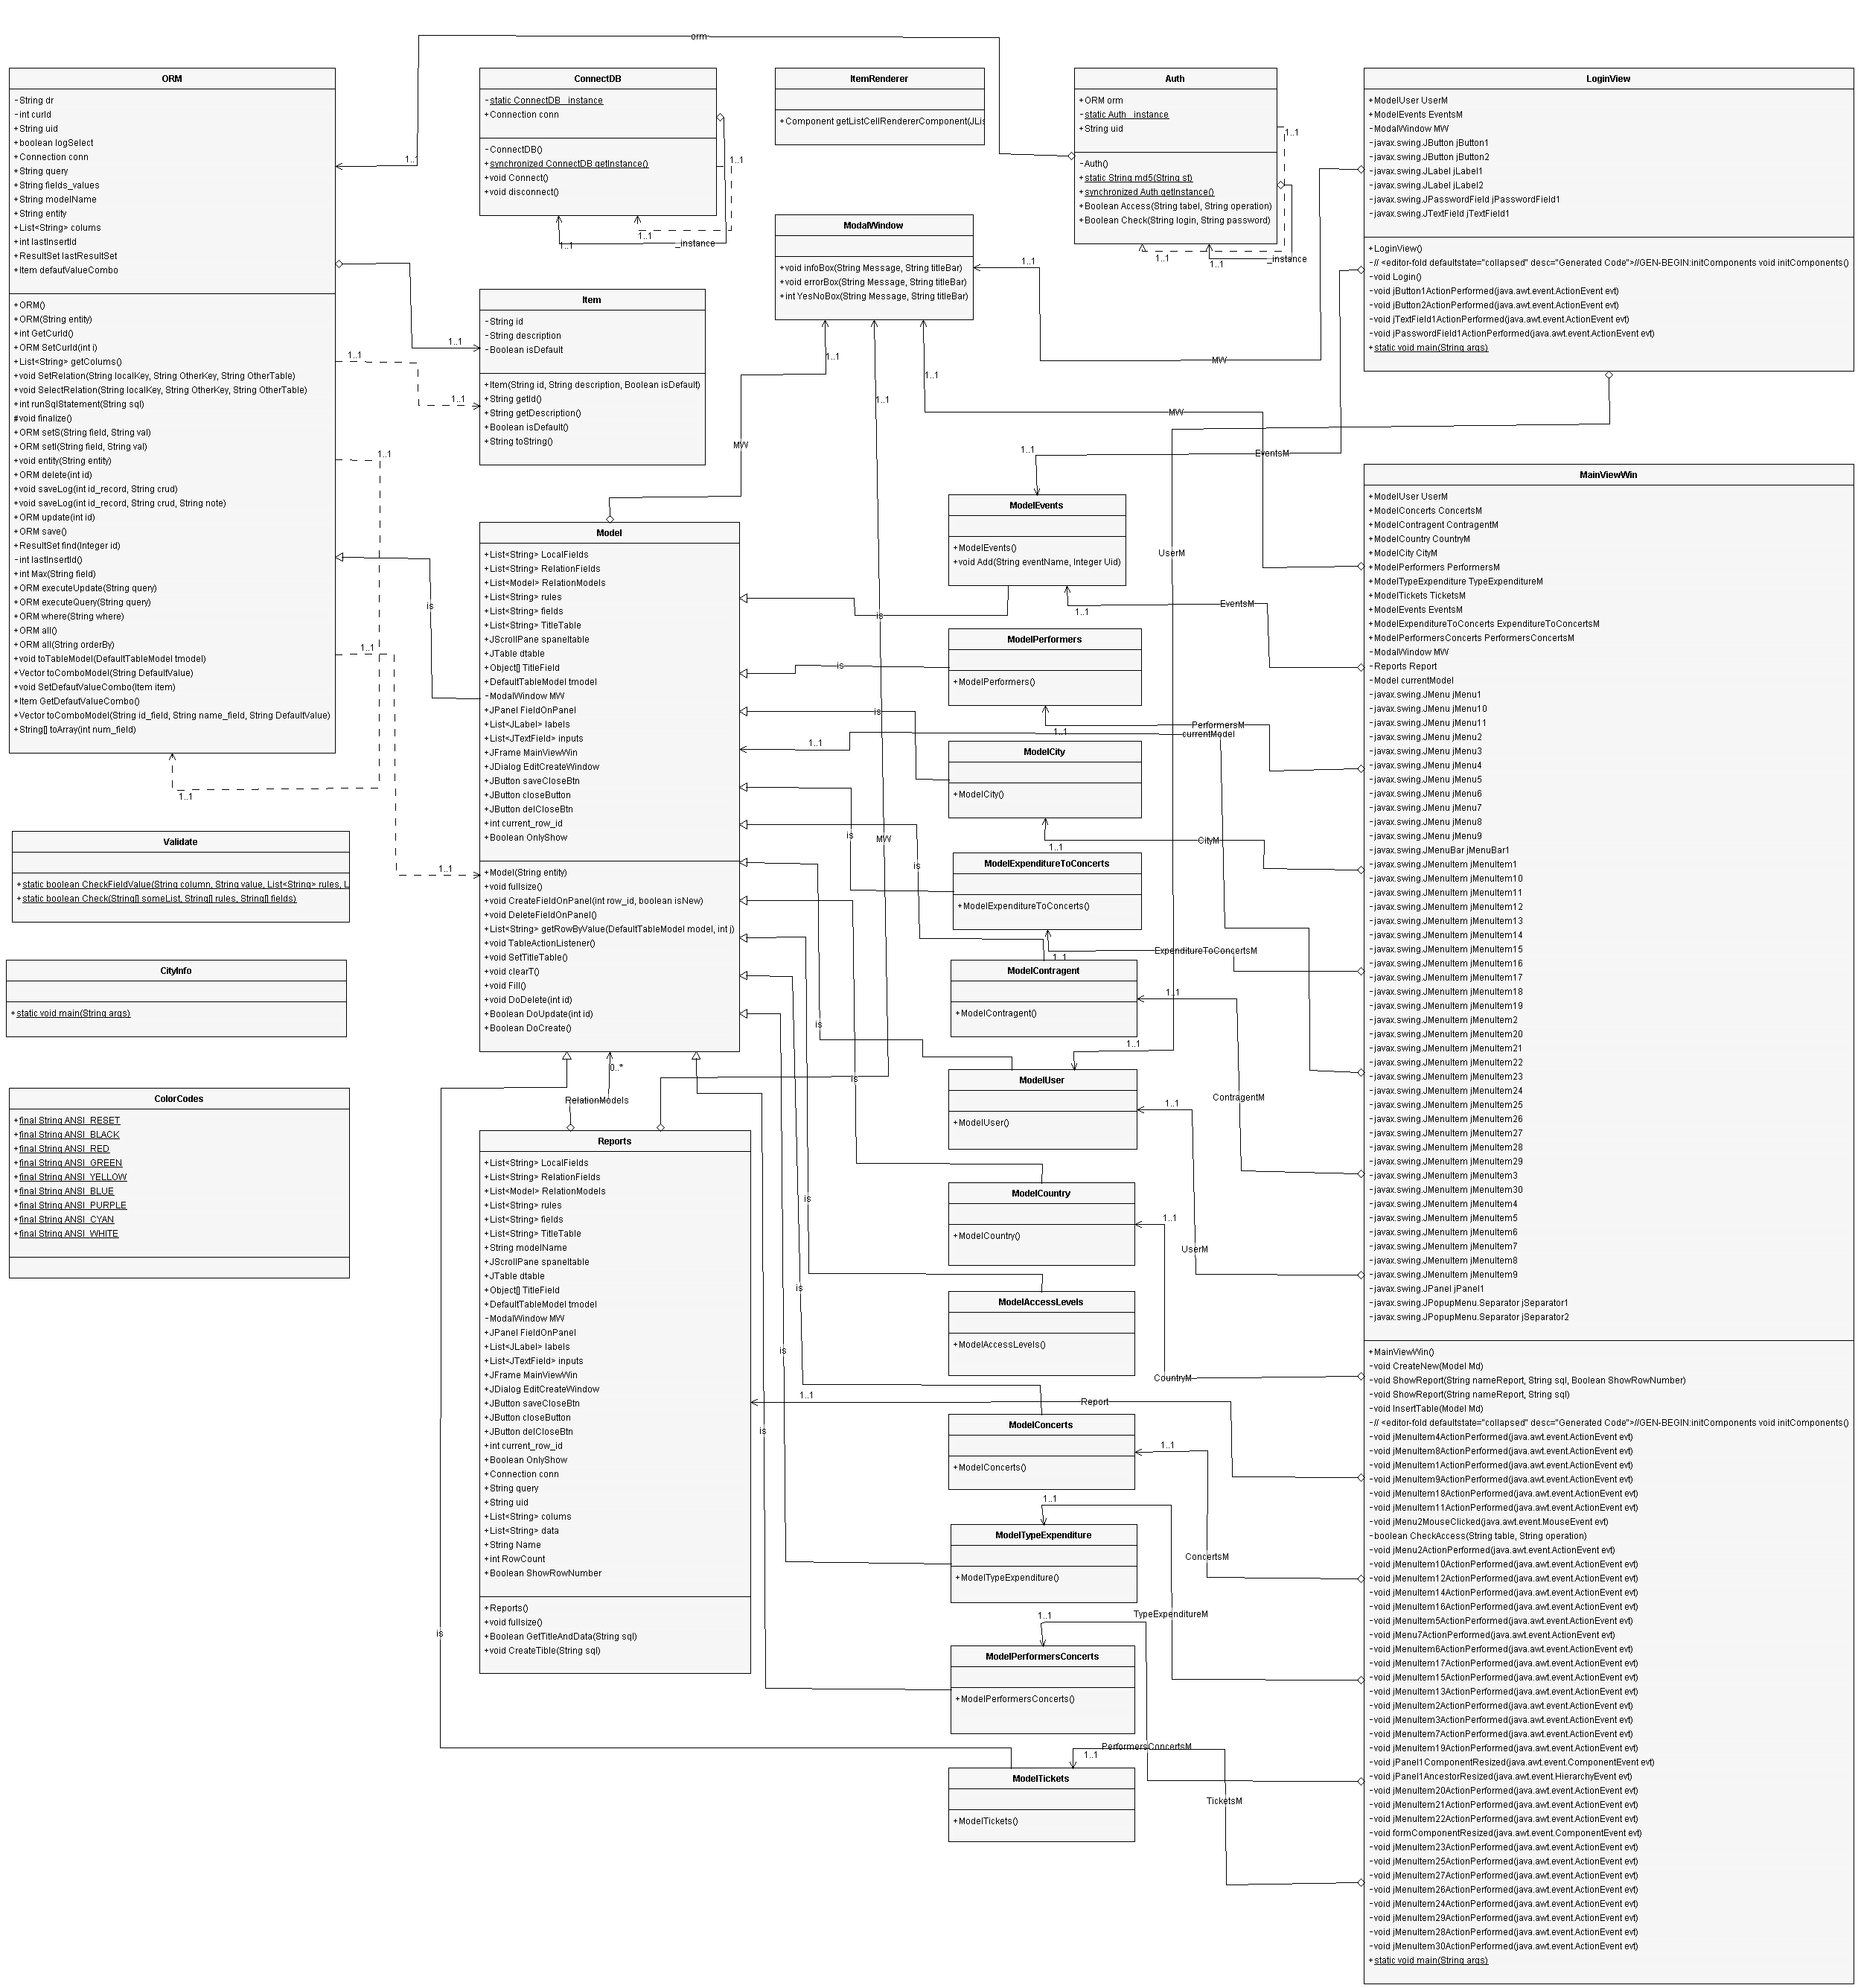 orm
ORM
-String dr
-int curId
+String uid
+boolean logSelect
+Connection conn
+String query
+String fields_values
+String modelName
+String entity
+List<String> colums
+int lastInsertId
+ResultSet lastResultSet
+Item defautValueCombo
+ORM()
+ORM(String entity)
+int GetCurId()
+ORM SetCurId(int i)
+List<String> getColums()
+void SetRelation(String localKey, String OtherKey, String OtherTable)
+void SelectRelation(String localKey, String OtherKey, String OtherTable)
+int runSqlStatement(String sql)
#void finalize()
+ORM setS(String field, String val)
+ORM setI(String field, String val)
+void entity(String entity)
+ORM delete(int id)
+void saveLog(int id_record, String crud)
+void saveLog(int id_record, String crud, String note)
+ORM update(int id)
+ORM save()
+ResultSet find(Integer id)
-int lastInsertId()
+int Max(String field)
+ORM executeUpdate(String query)
+ORM executeQuery(String query)
+ORM where(String where)
+ORM all()
+ORM all(String orderBy)
+void toTableModel(DefaultTableModel tmodel)
+Vector toComboModel(String DefaultValue)
+void SetDefautValueCombo(Item item)
+Item GetDefautValueCombo()
+Vector toComboModel(String id_field, String name_field, String DefaultValue)
+String[] toArray(int num_field)
1..1
1..1
1..1
1..1
1..1
1..1
1..1
1..1
is
Validate
+static boolean CheckFieldValue(String column, String value, List<String> rules, L
+static boolean Check(String[] someList, String[] rules, String[] fields)
CityInfo
+static void main(String args)
ColorCodes
+final String ANSI_RESET
+final String ANSI_BLACK
+final String ANSI_RED
+final String ANSI_GREEN
+final String ANSI_YELLOW
+final String ANSI_BLUE
+final String ANSI_PURPLE
+final String ANSI_CYAN
+final String ANSI_WHITE
ConnectDB
-static ConnectDB _instance
+Connection conn
-ConnectDB()
+synchronized ConnectDB getInstance()
+void Connect()
+void disconnect()
1..1
1..1
1..1
_instance
Item
-String id
-String description
-Boolean isDefault
+Item(String id, String description, Boolean isDefault)
+String getId()
+String getDescription()
+Boolean isDefault()
+String toString()
Model
+List<String> LocalFields
+List<String> RelationFields
+List<Model> RelationModels
+List<String> rules
+List<String> fields
+List<String> TitleTable
+JScrollPane spaneltable
+JTable dtable
+Object[] TitleField
+DefaultTableModel tmodel
-ModalWindow MW
+JPanel FieldOnPanel
+List<JLabel> labels
+List<JTextField> inputs
+JFrame MainViewWin
+JDialog EditCreateWindow
+JButton saveCloseBtn
+JButton closeButton
+JButton delCloseBtn
+int current_row_id
+Boolean OnlyShow
+Model(String entity)
+void fullsize()
+void CreateFieldOnPanel(int row_id, boolean isNew)
+void DeleteFieldOnPanel()
+List<String> getRowByValue(DefaultTableModel model, int j)
+void TableActionListener()
+void SetTitleTable()
+void clearT()
+void Fill()
+void DoDelete(int id)
+Boolean DoUpdate(int id)
+Boolean DoCreate()
0..*
RelationModels
is
Reports
+List<String> LocalFields
+List<String> RelationFields
+List<Model> RelationModels
+List<String> rules
+List<String> fields
+List<String> TitleTable
+String modelName
+JScrollPane spaneltable
+JTable dtable
+Object[] TitleField
+DefaultTableModel tmodel
-ModalWindow MW
+JPanel FieldOnPanel
+List<JLabel> labels
+List<JTextField> inputs
+JFrame MainViewWin
+JDialog EditCreateWindow
+JButton saveCloseBtn
+JButton closeButton
+JButton delCloseBtn
+int current_row_id
+Boolean OnlyShow
+Connection conn
+String query
+String uid
+List<String> colums
+List<String> data
+String Name
+int RowCount
+Boolean ShowRowNumber
+Reports()
+void fullsize()
+Boolean GetTitleAndData(String sql)
+void CreateTible(String sql)
ItemRenderer
+Component getListCellRendererComponent(JLis
ModalWindow
+void infoBox(String Message, String titleBar)
+void errorBox(String Message, String titleBar)
+int YesNoBox(String Message, String titleBar)
1..1
1..1
1..1
1..1
MW
MW
MW
MW
Auth
+ORM orm
-static Auth _instance
+String uid
-Auth()
+static String md5(String st)
+synchronized Auth getInstance()
+Boolean Access(String tabel, String operation)
+Boolean Check(String login, String password)
1..1
1..1
1..1
_instance
ModelEvents
+ModelEvents()
+void Add(String eventName, Integer Uid)
1..1
EventsM
1..1
EventsM
is
ModelPerformers
+ModelPerformers()
is
PerformersM
1..1
currentModel
1..1
ModelCity
+ModelCity()
is
CityM
1..1
ModelExpenditureToConcerts
+ModelExpenditureToConcerts()
is
ExpenditureToConcertsM
1..1
ModelContragent
+ModelContragent()
is
1..1
ContragentM
ModelUser
+ModelUser()
is
UserM
1..1
1..1
UserM
ModelCountry
+ModelCountry()
is
1..1
CountryM
ModelAccessLevels
+ModelAccessLevels()
is
1..1
Report
ModelConcerts
+ModelConcerts()
is
1..1
ConcertsM
ModelTypeExpenditure
+ModelTypeExpenditure()
is
1..1
TypeExpenditureM
ModelPerformersConcerts
+ModelPerformersConcerts()
is
1..1
PerformersConcertsM
ModelTickets
+ModelTickets()
1..1
TicketsM
LoginView
+ModelUser UserM
+ModelEvents EventsM
-ModalWindow MW
-javax.swing.JButton jButton1
-javax.swing.JButton jButton2
-javax.swing.JLabel jLabel1
-javax.swing.JLabel jLabel2
-javax.swing.JPasswordField jPasswordField1
-javax.swing.JTextField jTextField1
+LoginView()
-// <editor-fold defaultstate="collapsed" desc="Generated Code">//GEN-BEGIN:initComponents void initComponents()
-void Login()
-void jButton1ActionPerformed(java.awt.event.ActionEvent evt)
-void jButton2ActionPerformed(java.awt.event.ActionEvent evt)
-void jTextField1ActionPerformed(java.awt.event.ActionEvent evt)
-void jPasswordField1ActionPerformed(java.awt.event.ActionEvent evt)
+static void main(String args)
MainViewWin
+ModelUser UserM
+ModelConcerts ConcertsM
+ModelContragent ContragentM
+ModelCountry CountryM
+ModelCity CityM
+ModelPerformers PerformersM
+ModelTypeExpenditure TypeExpenditureM
+ModelTickets TicketsM
+ModelEvents EventsM
+ModelExpenditureToConcerts ExpenditureToConcertsM
+ModelPerformersConcerts PerformersConcertsM
-ModalWindow MW
-Reports Report
-Model currentModel
-javax.swing.JMenu jMenu1
-javax.swing.JMenu jMenu10
-javax.swing.JMenu jMenu11
-javax.swing.JMenu jMenu2
-javax.swing.JMenu jMenu3
-javax.swing.JMenu jMenu4
-javax.swing.JMenu jMenu5
-javax.swing.JMenu jMenu6
-javax.swing.JMenu jMenu7
-javax.swing.JMenu jMenu8
-javax.swing.JMenu jMenu9
-javax.swing.JMenuBar jMenuBar1
-javax.swing.JMenuItem jMenuItem1
-javax.swing.JMenuItem jMenuItem10
-javax.swing.JMenuItem jMenuItem11
-javax.swing.JMenuItem jMenuItem12
-javax.swing.JMenuItem jMenuItem13
-javax.swing.JMenuItem jMenuItem14
-javax.swing.JMenuItem jMenuItem15
-javax.swing.JMenuItem jMenuItem16
-javax.swing.JMenuItem jMenuItem17
-javax.swing.JMenuItem jMenuItem18
-javax.swing.JMenuItem jMenuItem19
-javax.swing.JMenuItem jMenuItem2
-javax.swing.JMenuItem jMenuItem20
-javax.swing.JMenuItem jMenuItem21
-javax.swing.JMenuItem jMenuItem22
-javax.swing.JMenuItem jMenuItem23
-javax.swing.JMenuItem jMenuItem24
-javax.swing.JMenuItem jMenuItem25
-javax.swing.JMenuItem jMenuItem26
-javax.swing.JMenuItem jMenuItem27
-javax.swing.JMenuItem jMenuItem28
-javax.swing.JMenuItem jMenuItem29
-javax.swing.JMenuItem jMenuItem3
-javax.swing.JMenuItem jMenuItem30
-javax.swing.JMenuItem jMenuItem4
-javax.swing.JMenuItem jMenuItem5
-javax.swing.JMenuItem jMenuItem6
-javax.swing.JMenuItem jMenuItem7
-javax.swing.JMenuItem jMenuItem8
-javax.swing.JMenuItem jMenuItem9
-javax.swing.JPanel jPanel1
-javax.swing.JPopupMenu.Separator jSeparator1
-javax.swing.JPopupMenu.Separator jSeparator2
+MainViewWin()
-void CreateNew(Model Md)
-void ShowReport(String nameReport, String sql, Boolean ShowRowNumber)
-void ShowReport(String nameReport, String sql)
-void InsertTable(Model Md)
-// <editor-fold defaultstate="collapsed" desc="Generated Code">//GEN-BEGIN:initComponents void initComponents()
-void jMenuItem4ActionPerformed(java.awt.event.ActionEvent evt)
-void jMenuItem8ActionPerformed(java.awt.event.ActionEvent evt)
-void jMenuItem1ActionPerformed(java.awt.event.ActionEvent evt)
-void jMenuItem9ActionPerformed(java.awt.event.ActionEvent evt)
-void jMenuItem18ActionPerformed(java.awt.event.ActionEvent evt)
-void jMenuItem11ActionPerformed(java.awt.event.ActionEvent evt)
-void jMenu2MouseClicked(java.awt.event.MouseEvent evt)
-boolean CheckAccess(String table, String operation)
-void jMenu2ActionPerformed(java.awt.event.ActionEvent evt)
-void jMenuItem10ActionPerformed(java.awt.event.ActionEvent evt)
-void jMenuItem12ActionPerformed(java.awt.event.ActionEvent evt)
-void jMenuItem14ActionPerformed(java.awt.event.ActionEvent evt)
-void jMenuItem16ActionPerformed(java.awt.event.ActionEvent evt)
-void jMenuItem5ActionPerformed(java.awt.event.ActionEvent evt)
-void jMenu7ActionPerformed(java.awt.event.ActionEvent evt)
-void jMenuItem6ActionPerformed(java.awt.event.ActionEvent evt)
-void jMenuItem17ActionPerformed(java.awt.event.ActionEvent evt)
-void jMenuItem15ActionPerformed(java.awt.event.ActionEvent evt)
-void jMenuItem13ActionPerformed(java.awt.event.ActionEvent evt)
-void jMenuItem2ActionPerformed(java.awt.event.ActionEvent evt)
-void jMenuItem3ActionPerformed(java.awt.event.ActionEvent evt)
-void jMenuItem7ActionPerformed(java.awt.event.ActionEvent evt)
-void jMenuItem19ActionPerformed(java.awt.event.ActionEvent evt)
-void jPanel1ComponentResized(java.awt.event.ComponentEvent evt)
-void jPanel1AncestorResized(java.awt.event.HierarchyEvent evt)
-void jMenuItem20ActionPerformed(java.awt.event.ActionEvent evt)
-void jMenuItem21ActionPerformed(java.awt.event.ActionEvent evt)
-void jMenuItem22ActionPerformed(java.awt.event.ActionEvent evt)
-void formComponentResized(java.awt.event.ComponentEvent evt)
-void jMenuItem23ActionPerformed(java.awt.event.ActionEvent evt)
-void jMenuItem25ActionPerformed(java.awt.event.ActionEvent evt)
-void jMenuItem27ActionPerformed(java.awt.event.ActionEvent evt)
-void jMenuItem26ActionPerformed(java.awt.event.ActionEvent evt)
-void jMenuItem24ActionPerformed(java.awt.event.ActionEvent evt)
-void jMenuItem29ActionPerformed(java.awt.event.ActionEvent evt)
-void jMenuItem28ActionPerformed(java.awt.event.ActionEvent evt)
-void jMenuItem30ActionPerformed(java.awt.event.ActionEvent evt)
+static void main(String args)